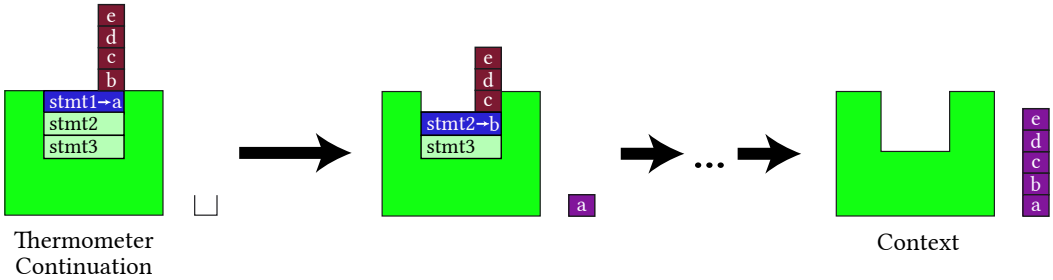 e
d
c
b
stmt1→a
stmt2
stmt3
Thermometer
Continuation
e
d
c
stmt2→b
stmt3
a
...
e
d
c
b
a
Context